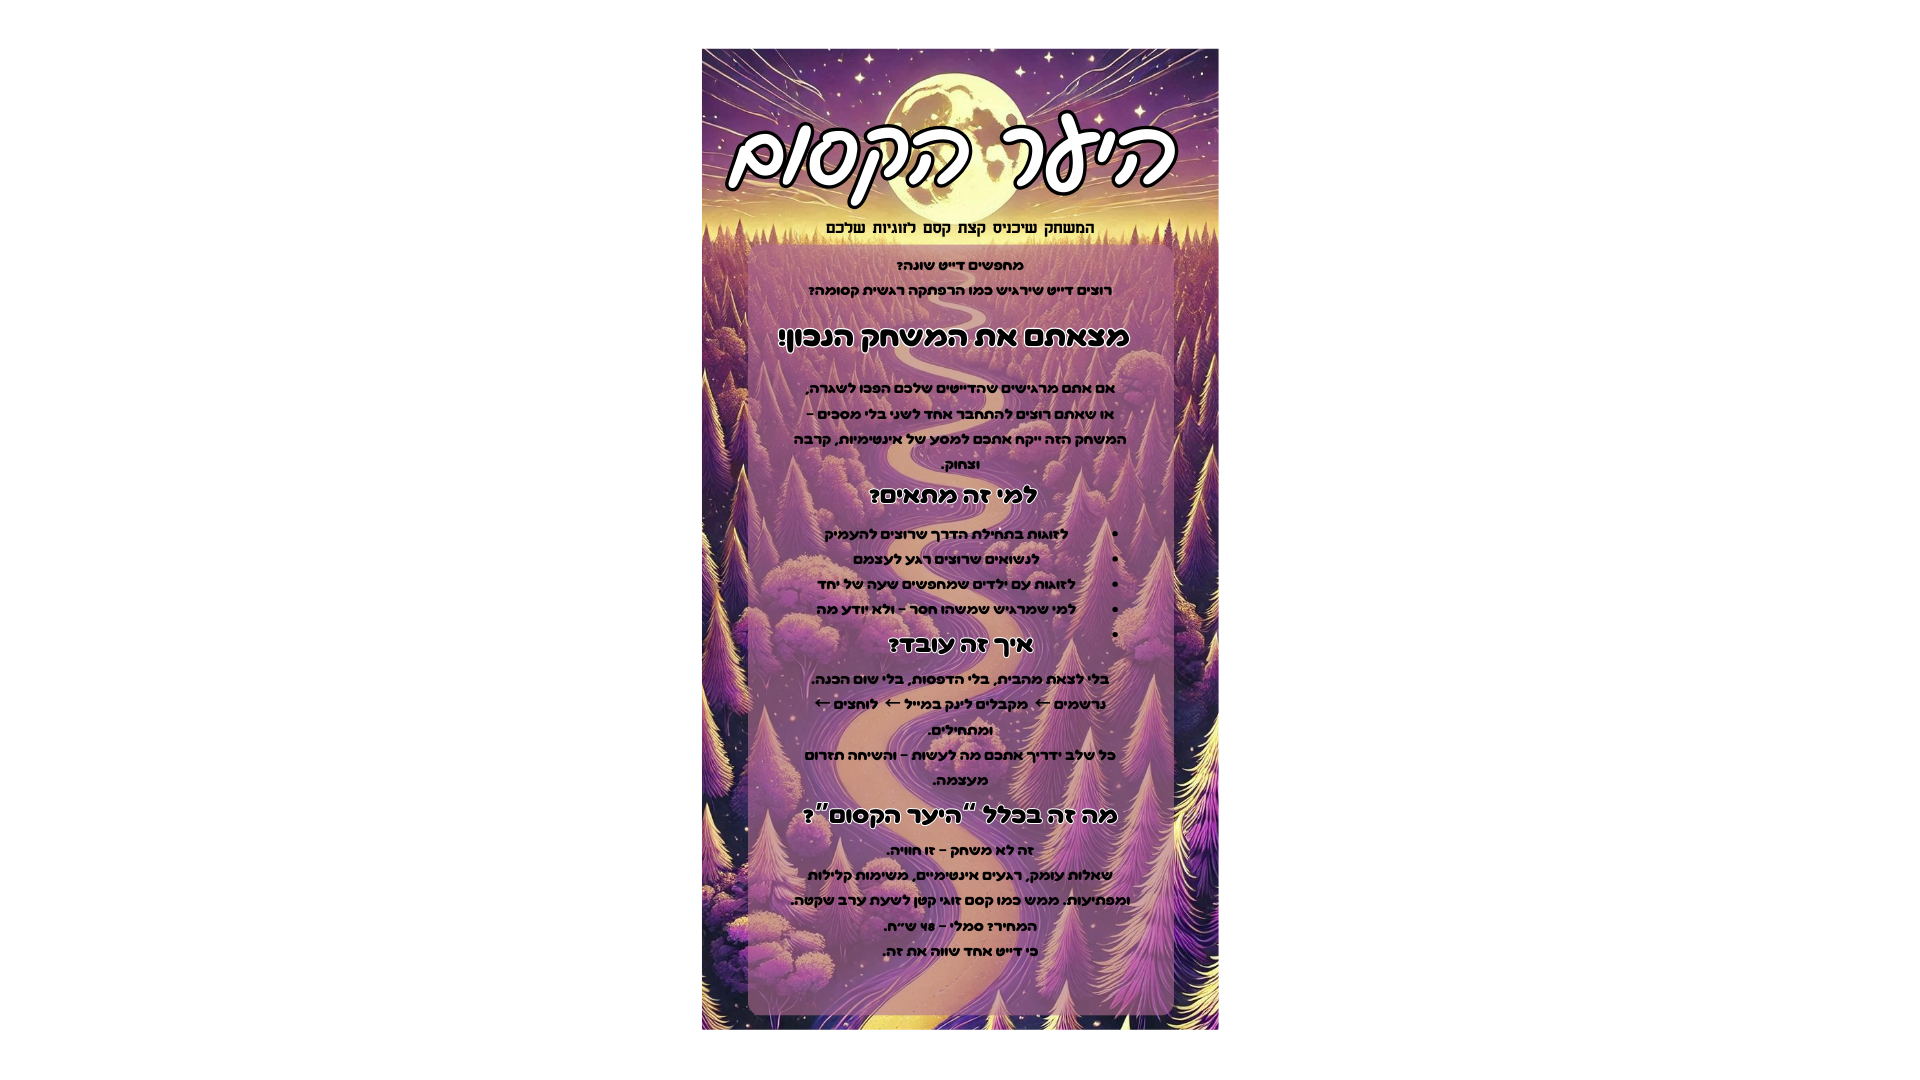 היער הקסום
המשחק שיכניס קצת קסם לזוגיות שלכם
מחפשים דייט שונה?
רוצים דייט שירגיש כמו הרפתקה רגשית קסומה?
מצאתם את המשחק הנכון!
אם אתם מרגישים שהדייטים שלכם הפכו לשגרה,
או שאתם רוצים להתחבר אחד לשני בלי מסכים –
המשחק הזה ייקח אתכם למסע של אינטימיות, קרבה
וצחוק.
למי זה מתאים?
• לזוגות בתחילת הדרך שרוצים להעמיק
• לנשואים שרוצים רגע לעצמם
• לזוגות עם ילדים שמחפשים שעה של יחד
• למי שמרגיש שמשהו חסר – ולא יודע מה
•
איך זה עובד?
בלי לצאת מהבית, בלי הדפסות, בלי שום הכנה.
נרשמים ← מקבלים לינק במייל ← לוחצים ←
ומתחילים.
כל שלב ידריך אתכם מה לעשות – והשיחה תזרום
מעצמה.
מה זה בכלל “היער הקסום”?
זה לא משחק – זו חוויה.
שאלות עומק, רגעים אינטימיים, משימות קלילות
ומפתיעות. ממש כמו קסם זוגי קטן לשעת ערב שקטה.
המחיר? סמלי – 48 ש״ח.
כי דייט אחד שווה את זה.